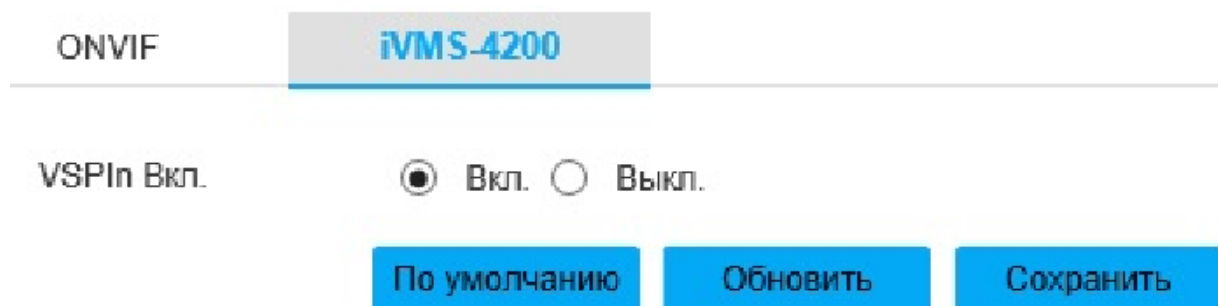 ONVIF iVMS-4200
VSPIn Вкл. Вкл. Выкл.
По умолчанию Обновить Сохранить